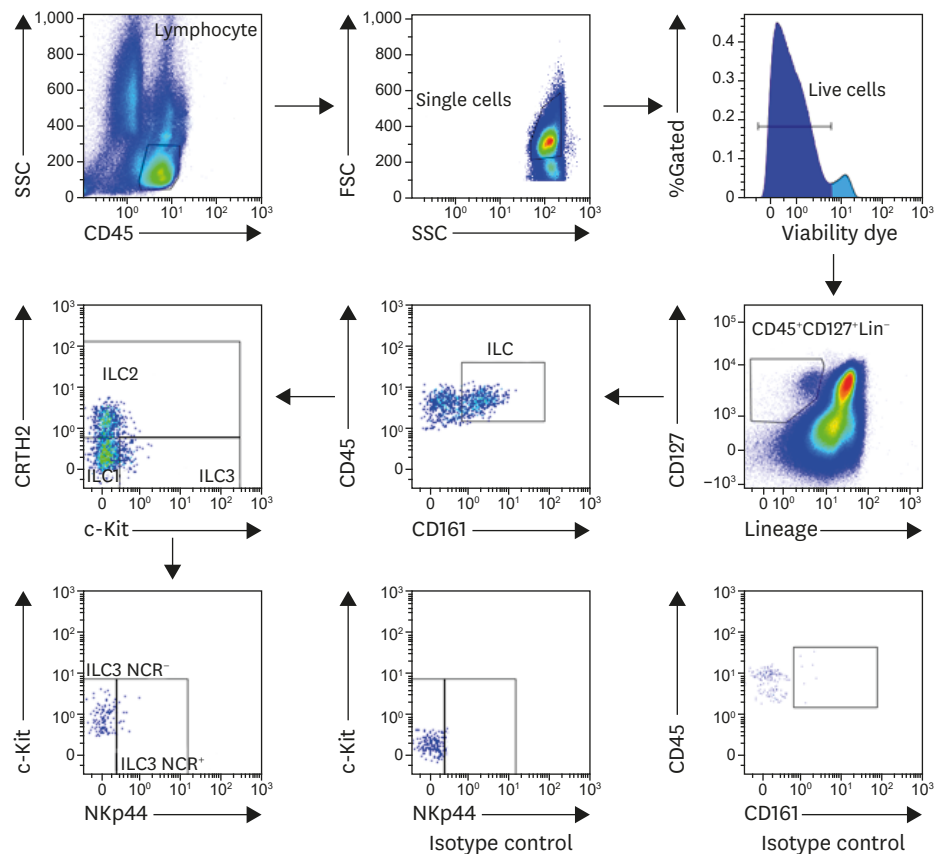 1,000
800
600
400
200
0
SSC
Lymphocyte
10⁰ 10¹ 10³
CD45
1,000
800
600
400
200
0
FSC
Single cells
10⁰ 10¹ 10² 10³
SSC
0.4
0.3
0.2
0.1
0
%Gated
Live cells
0 10⁰ 10¹ 10² 10³
Viability dye
10³
10²
10¹
10⁰
0
CRTH2
ILC2
ILC1
ILC3
0 10⁰ 10¹ 10² 10³
c-Kit
10³
10²
10¹
10⁰
0
CD45
ILC
0 10⁰ 10¹ 10² 10³
CD161
10⁵
10⁴
10³
0
−10³
CD127
CD45⁺CD127⁺Lin⁻
0 10⁰ 10¹ 10² 10³
Lineage
10³
10²
10¹
10⁰
0
c-Kit
ILC3 NCR⁻
ILC3 NCR⁺
0 10⁰ 10¹ 10² 10³
NKp44
10³
10²
10¹
10⁰
0
c-Kit
0 10⁰ 10¹ 10² 10³
NKp44
Isotype control
10³
10²
10¹
10⁰
0
CD45
0 10⁰ 10¹ 10² 10³
CD161
Isotype control